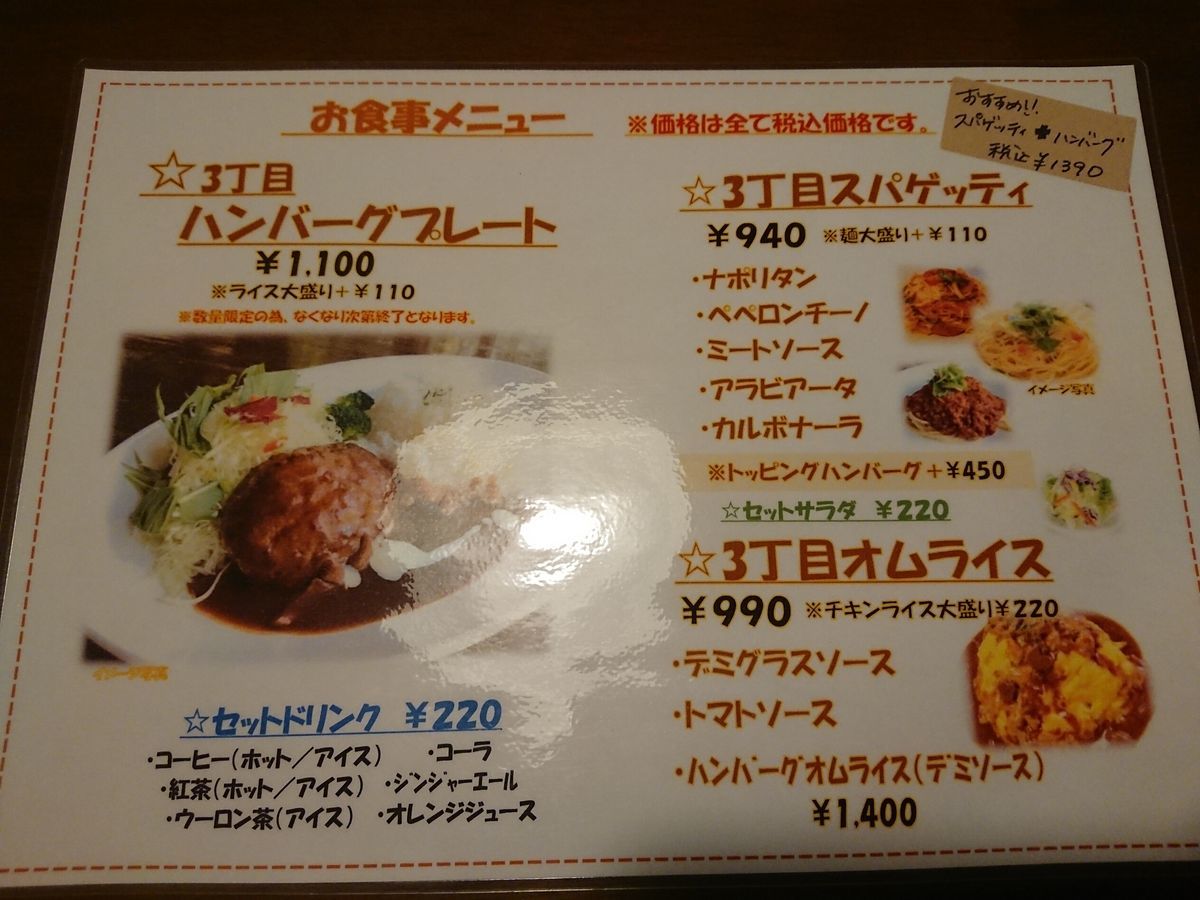 お食事メニュー
※価格は全て税込価格です。
おすすめ!!
スパゲッティ＋ハンバーグ
税込￥1390
☆3丁目
ハンバーグプレート
￥1,100
※ライス大盛り＋￥110
※数量限定の為、なくなり次第終了となります。
イメージ写真
☆セットドリンク ￥220
・コーヒー(ホット／アイス) ・コーラ
・紅茶(ホット／アイス) ・ジンジャーエール
・ウーロン茶(アイス) ・オレンジジュース
☆3丁目スパゲッティ
￥940 ※麺大盛り＋￥110
・ナポリタン
・ペペロンチーノ
・ミートソース
・アラビアータ
・カルボナーラ
イメージ写真
※トッピングハンバーグ＋￥450
☆セットサラダ ￥220
☆3丁目オムライス
￥990 ※チキンライス大盛り￥220
・デミグラスソース
・トマトソース
・ハンバーグオムライス(デミソース)
￥1,400